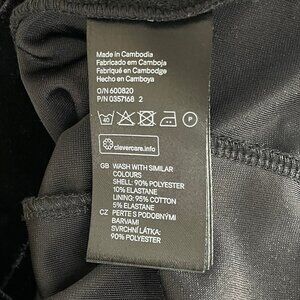 Made in Cambodia
Fabricado em Camboja
Fabriqué en Cambodge
Hecho en Camboya
O/N 600820
P/N 0357168 2
40
P
clevercare.info
GB WASH WITH SIMILAR
COLOURS
SHELL: 90% POLYESTER
10% ELASTANE
LINING: 95% COTTON
5% ELASTANE
CZ PERTE S PODOBNÝMI
BARVAMI
SVRCHNÍ LÁTKA:
90% POLYESTER